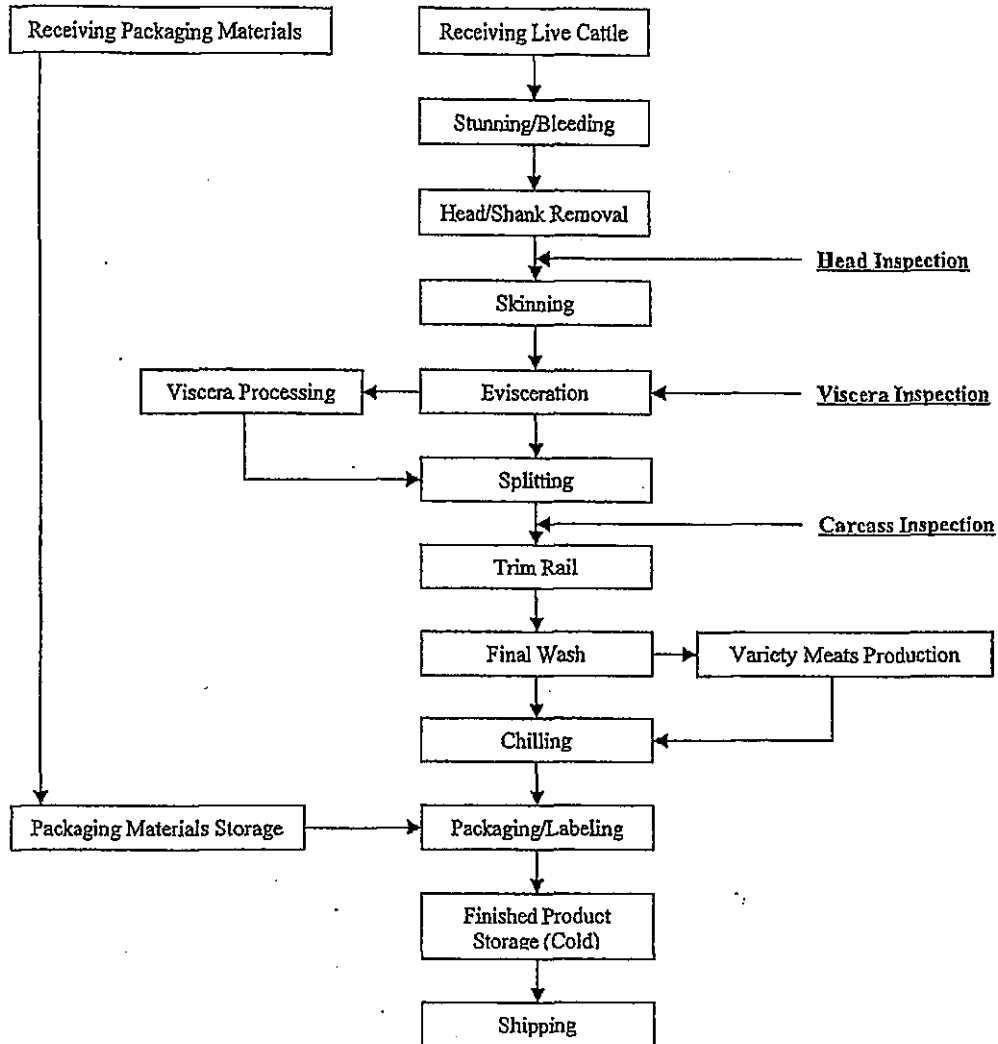 Receiving Packaging Materials
Receiving Live Cattle
Stunning/Bleeding
Head/Shank Removal
Head Inspection
Skinning
Viscera Processing
Evisceration
Viscera Inspection
Splitting
Carcass Inspection
Trim Rail
Final Wash
Variety Meats Production
Chilling
Packaging Materials Storage
Packaging/Labeling
Finished Product
Storage (Cold)
Shipping